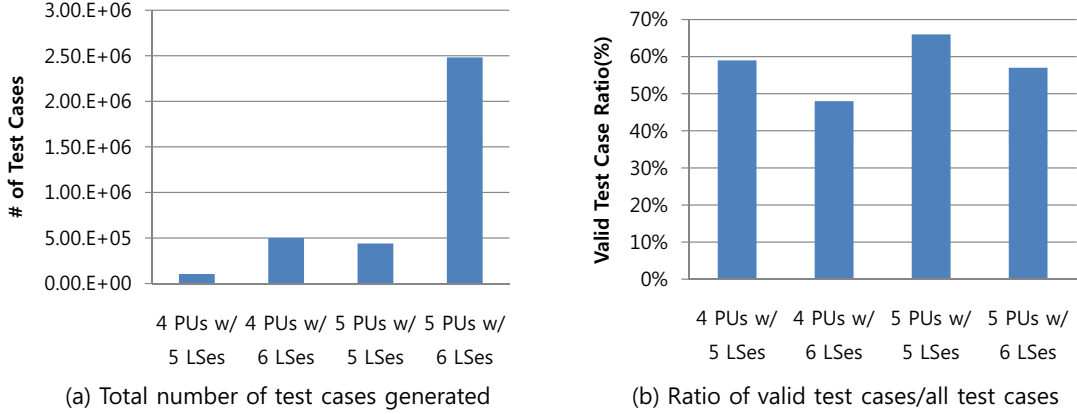 3.00.E+06
2.50.E+06
2.00.E+06
1.50.E+06
1.00.E+06
5.00.E+05
0.00.E+00
# of Test Cases
4 PUs w/ 4 PUs w/ 5 PUs w/ 5 PUs w/
5 LSes 6 LSes 5 LSes 6 LSes
(a) Total number of test cases generated
70%
60%
50%
40%
30%
20%
10%
0%
Valid Test Case Ratio(%)
4 PUs w/ 4 PUs w/ 5 PUs w/ 5 PUs w/
5 LSes 6 LSes 5 LSes 6 LSes
(b) Ratio of valid test cases/all test cases